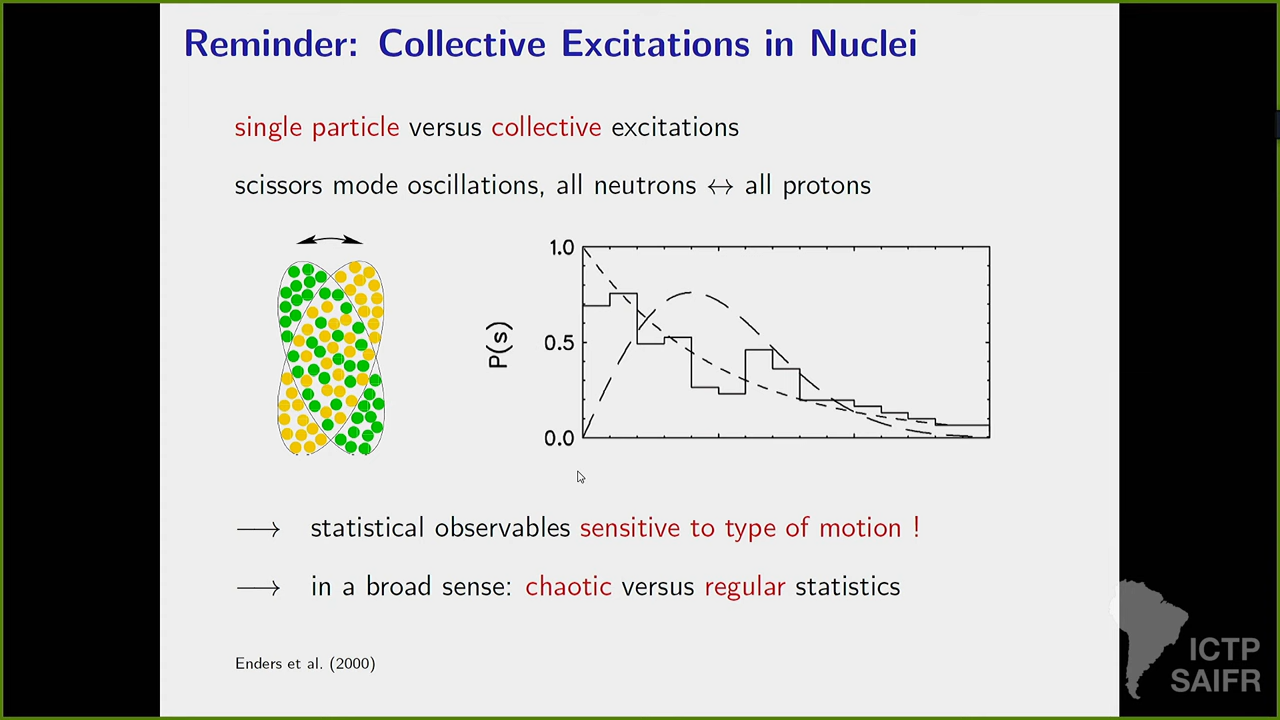 Reminder: Collective Excitations in Nuclei
single particle versus collective excitations
scissors mode oscillations, all neutrons ↔ all protons
1.0
0.5
0.0
P(s)
⟶ statistical observables sensitive to type of motion !
⟶ in a broad sense: chaotic versus regular statistics
Enders et al. (2000)
ICTP
SAIFR